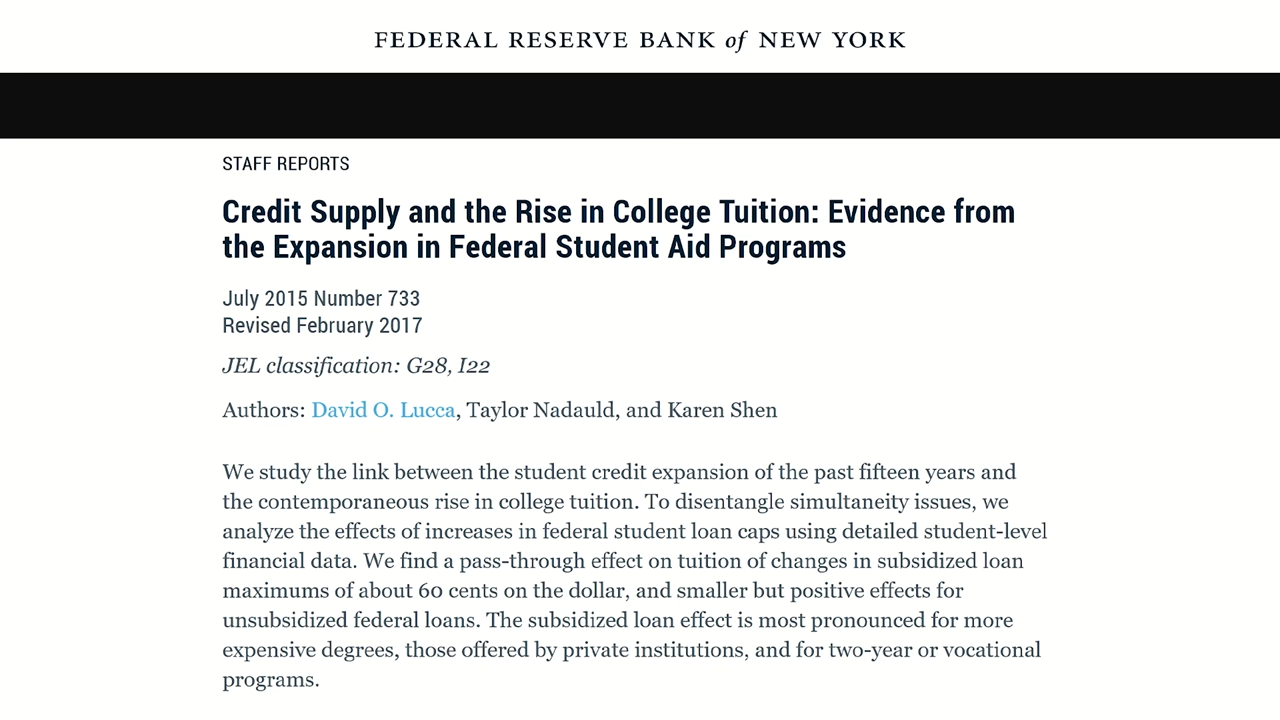 FEDERAL RESERVE BANK of NEW YORK
STAFF REPORTS
Credit Supply and the Rise in College Tuition: Evidence from
the Expansion in Federal Student Aid Programs
July 2015 Number 733
Revised February 2017
JEL classification: G28, I22
Authors: David O. Lucca, Taylor Nadauld, and Karen Shen
We study the link between the student credit expansion of the past fifteen years and
the contemporaneous rise in college tuition. To disentangle simultaneity issues, we
analyze the effects of increases in federal student loan caps using detailed student-level
financial data. We find a pass-through effect on tuition of changes in subsidized loan
maximums of about 60 cents on the dollar, and smaller but positive effects for
unsubsidized federal loans. The subsidized loan effect is most pronounced for more
expensive degrees, those offered by private institutions, and for two-year or vocational
programs.